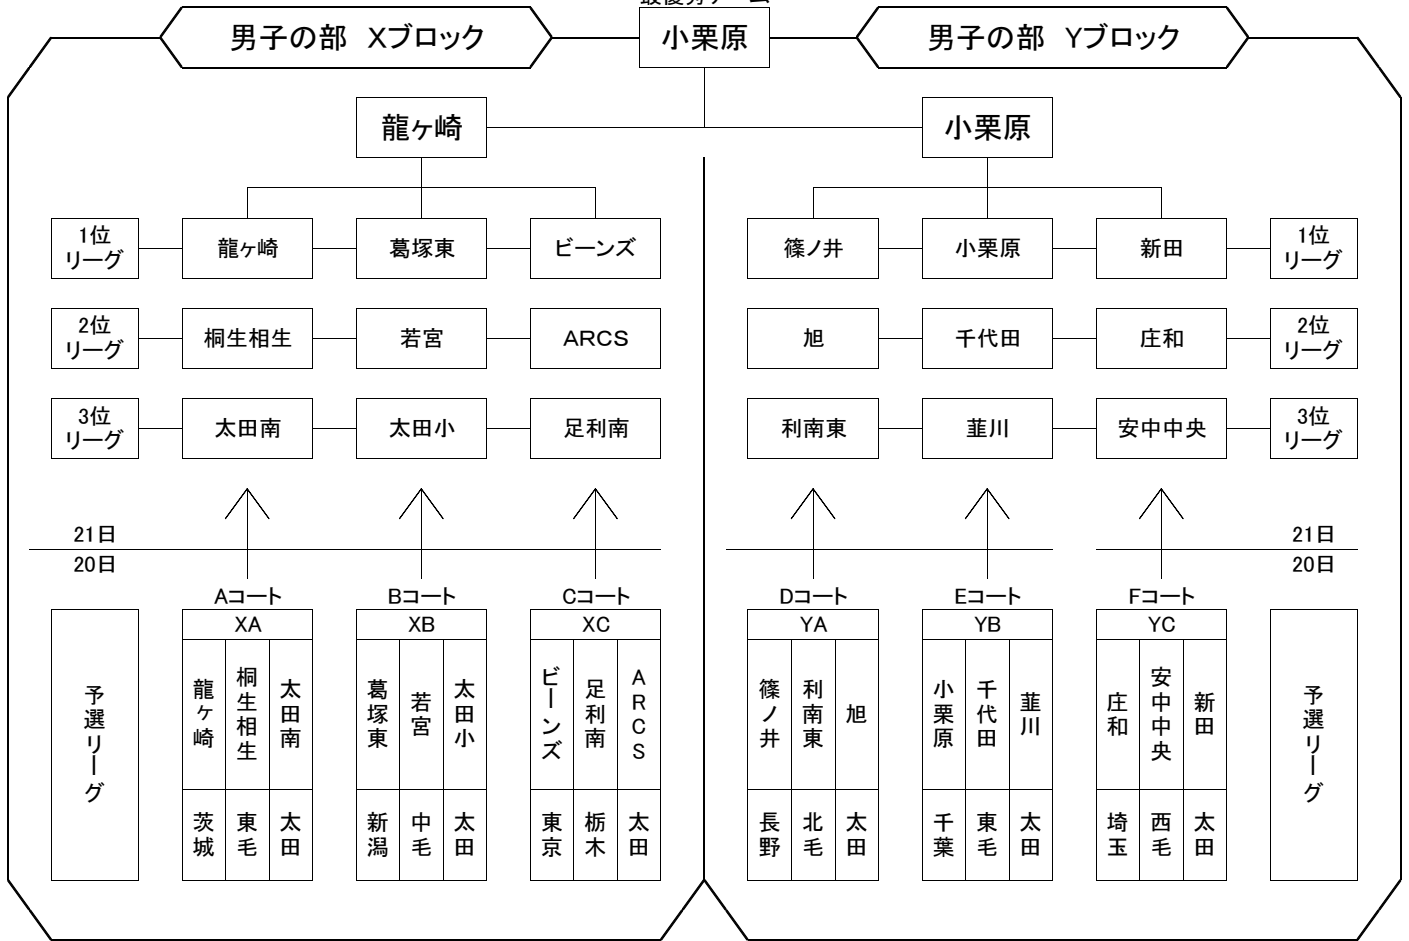 最優秀チーム
男子の部 Xブロック
小栗原
男子の部 Yブロック
龍ヶ崎
小栗原
1位
リーグ
龍ヶ崎
葛塚東
ビーンズ
篠ノ井
小栗原
新田
1位
リーグ
2位
リーグ
桐生相生
若宮
ARCS
旭
千代田
庄和
2位
リーグ
3位
リーグ
太田南
太田小
足利南
利南東
韮川
安中中央
3位
リーグ
21日
20日
21日
20日
Aコート
Bコート
Cコート
Dコート
Eコート
Fコート
XA
XB
XC
YA
YB
YC
予選リーグ
龍ヶ崎
桐生相生
太田南
葛塚東
若宮
太田小
ビーンズ
足利南
ARCS
篠ノ井
利南東
旭
小栗原
千代田
韮川
庄和
安中中央
新田
予選リーグ
茨城
東毛
太田
新潟
中毛
太田
東京
栃木
太田
長野
北毛
太田
千葉
東毛
太田
埼玉
西毛
太田